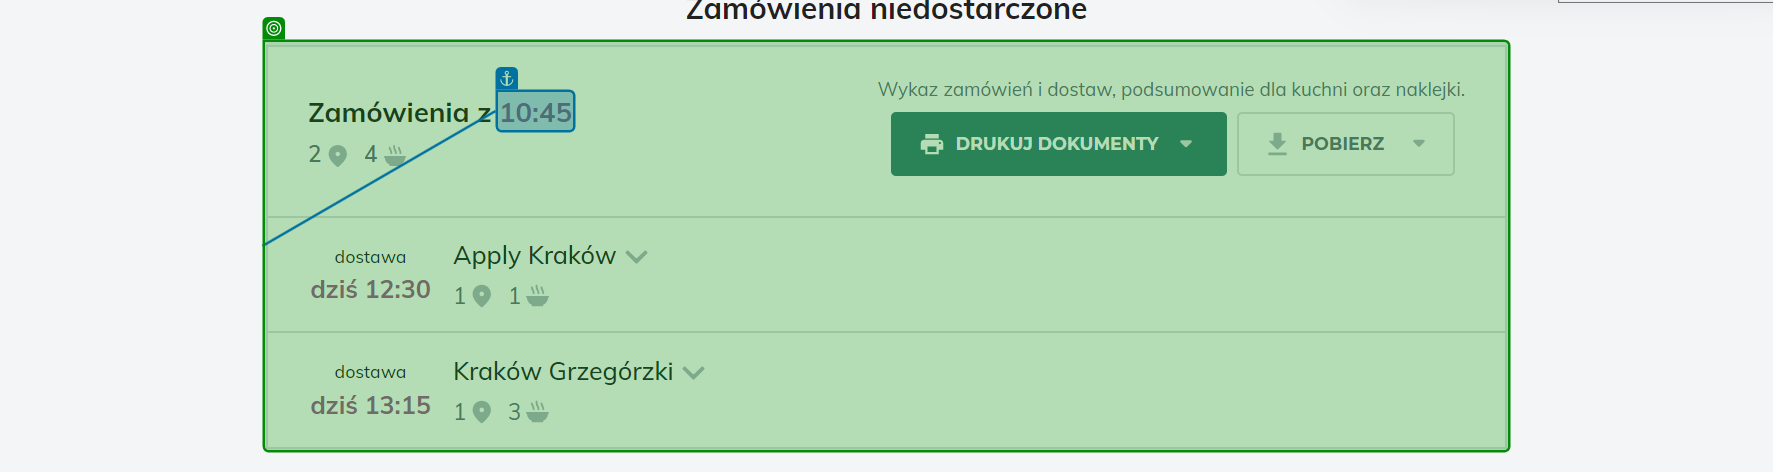 Zamówienia niedostarczone
Wykaz zamówień i dostaw, podsumowanie dla kuchni oraz naklejki.
Zamówienia z 10:45
2 4
DRUKUJ DOKUMENTY
POBIERZ
dostawa
dziś 12:30
Apply Kraków
1 1
dostawa
dziś 13:15
Kraków Grzegórzki
1 3